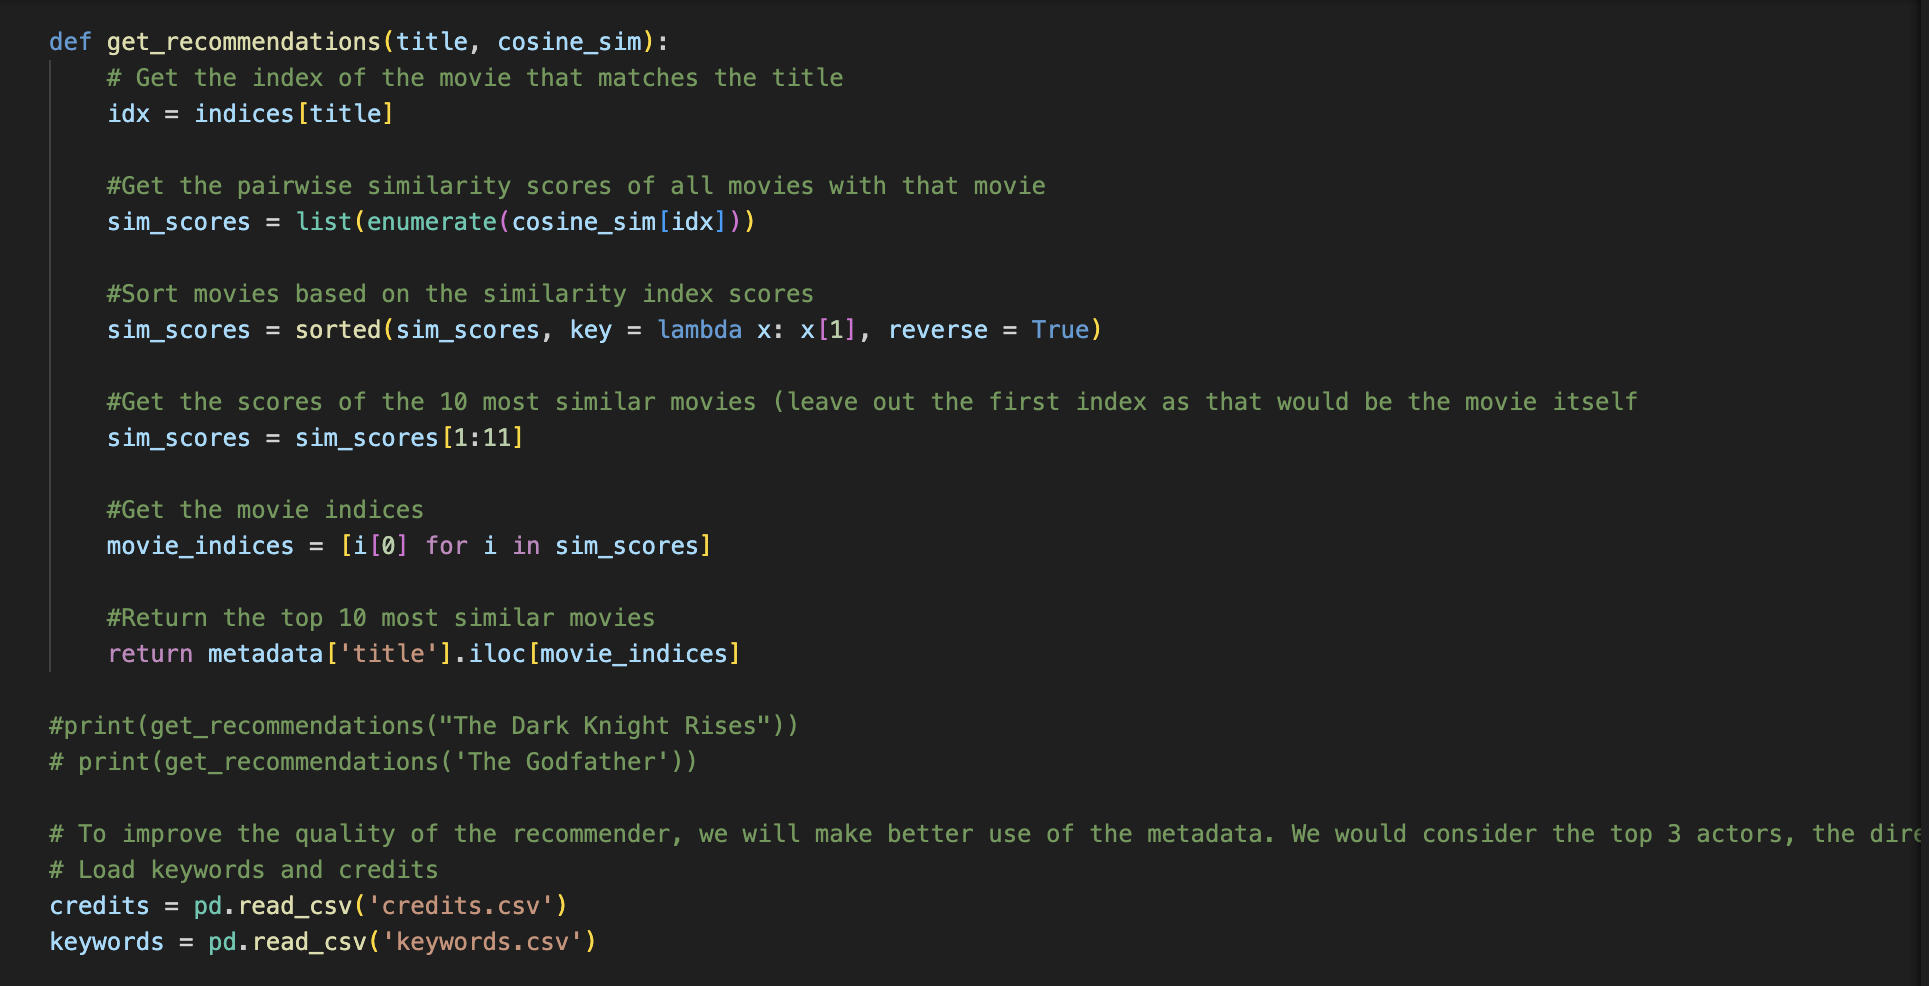 def get_recommendations(title, cosine_sim):
    # Get the index of the movie that matches the title
    idx = indices[title]

    #Get the pairwise similarity scores of all movies with that movie
    sim_scores = list(enumerate(cosine_sim[idx]))

    #Sort movies based on the similarity index scores
    sim_scores = sorted(sim_scores, key = lambda x: x[1], reverse = True)

    #Get the scores of the 10 most similar movies (leave out the first index as that would be the movie itself
    sim_scores = sim_scores[1:11]

    #Get the movie indices
    movie_indices = [i[0] for i in sim_scores]

    #Return the top 10 most similar movies
    return metadata['title'].iloc[movie_indices]

#print(get_recommendations("The Dark Knight Rises"))
# print(get_recommendations('The Godfather'))

# To improve the quality of the recommender, we will make better use of the metadata. We would consider the top 3 actors, the
# Load keywords and credits
credits = pd.read_csv('credits.csv')
keywords = pd.read_csv('keywords.csv')